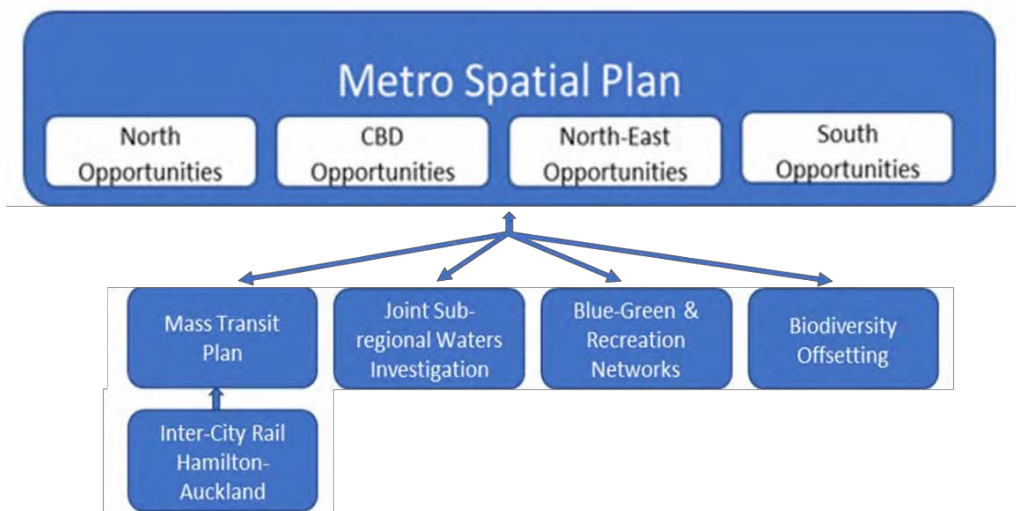 Metro Spatial Plan
North
Opportunities
CBD
Opportunities
North-East
Opportunities
South
Opportunities
Mass Transit
Plan
Joint Sub-
regional Waters
Investigation
Blue-Green &
Recreation
Networks
Biodiversity
Offsetting
Inter-City Rail
Hamilton-
Auckland